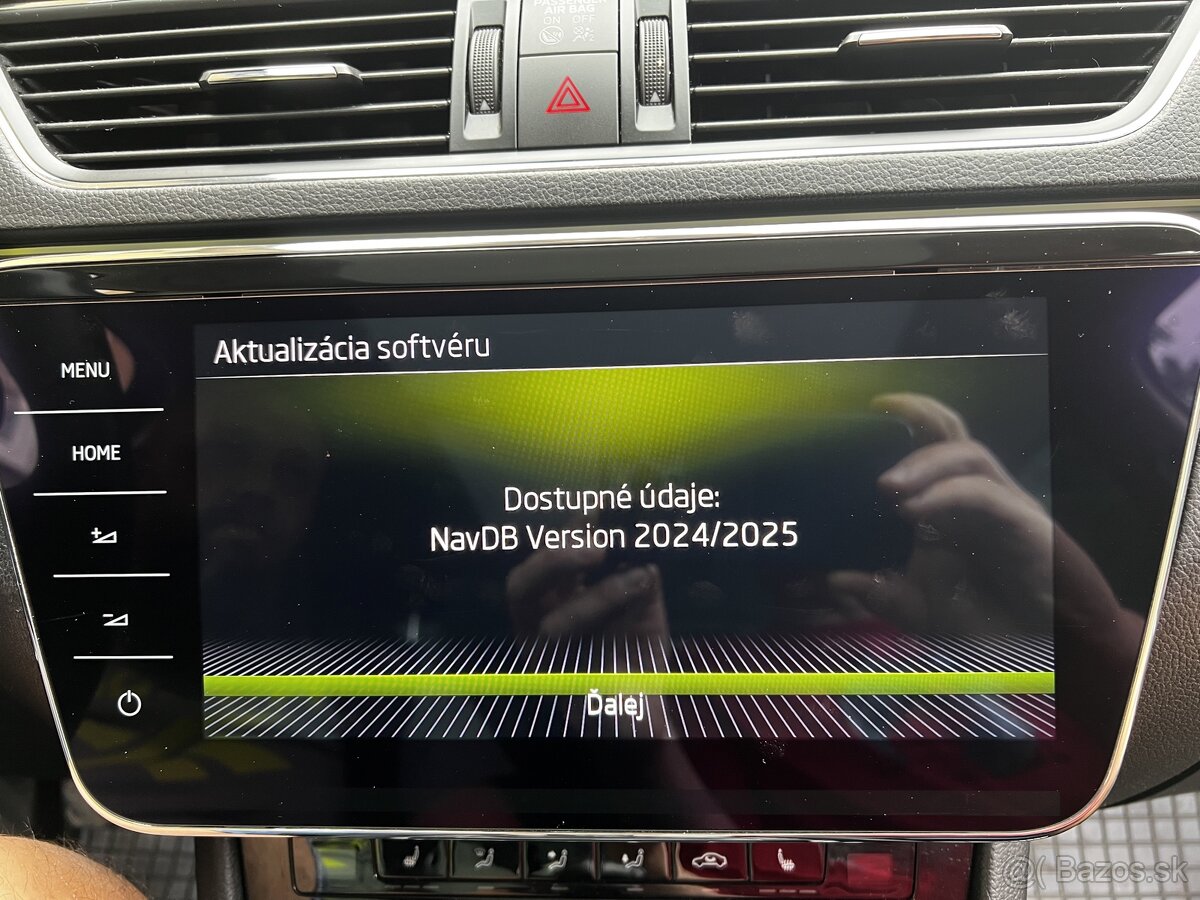 PASSENGER
AIR BAG
ON OFF
Aktualizácia softvéru
MENU
HOME
Dostupné údaje:
NavDB Version 2024/2025
Ďalej
Bazos.sk